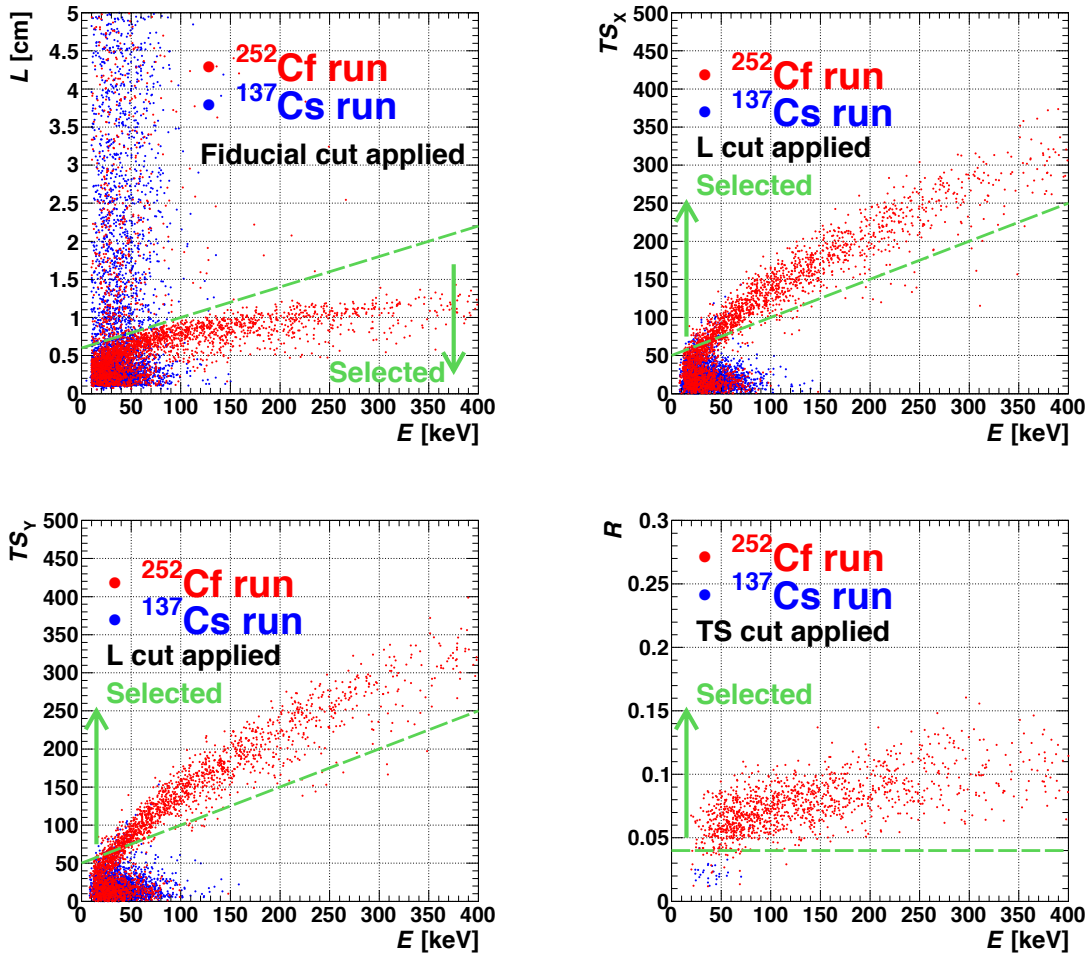 L [cm]
5
4.5
4
3.5
3
2.5
2
1.5
1
0.5
0
252Cf run
137Cs run
Fiducial cut applied
Selected
0 50 100 150 200 250 300 350 400
E [keV]
TSX
500
450
400
350
300
250
200
150
100
50
0
252Cf run
137Cs run
L cut applied
Selected
0 50 100 150 200 250 300 350 400
E [keV]
TSY
500
450
400
350
300
250
200
150
100
50
0
252Cf run
137Cs run
L cut applied
Selected
0 50 100 150 200 250 300 350 400
E [keV]
R
0.3
0.25
0.2
0.15
0.1
0.05
0
252Cf run
137Cs run
TS cut applied
Selected
0 50 100 150 200 250 300 350 400
E [keV]